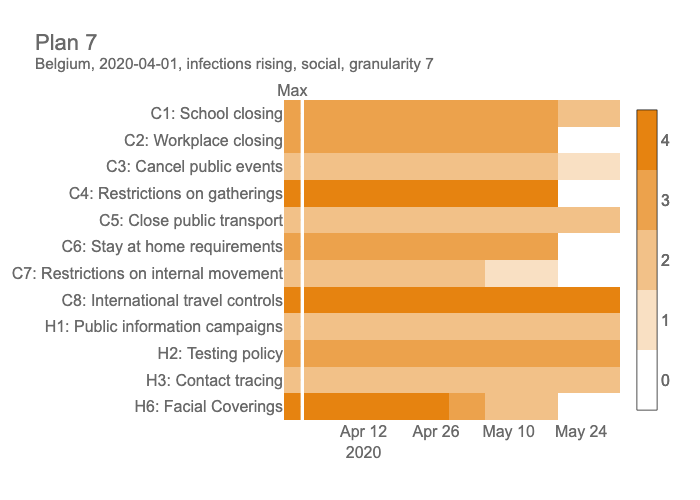 Plan 7
Belgium, 2020-04-01, infections rising, social, granularity 7
Max
C1: School closing
C2: Workplace closing
C3: Cancel public events
C4: Restrictions on gatherings
C5: Close public transport
C6: Stay at home requirements
C7: Restrictions on internal movement
C8: International travel controls
H1: Public information campaigns
H2: Testing policy
H3: Contact tracing
H6: Facial Coverings
Apr 12 Apr 26 May 10 May 24
2020
4
3
2
1
0